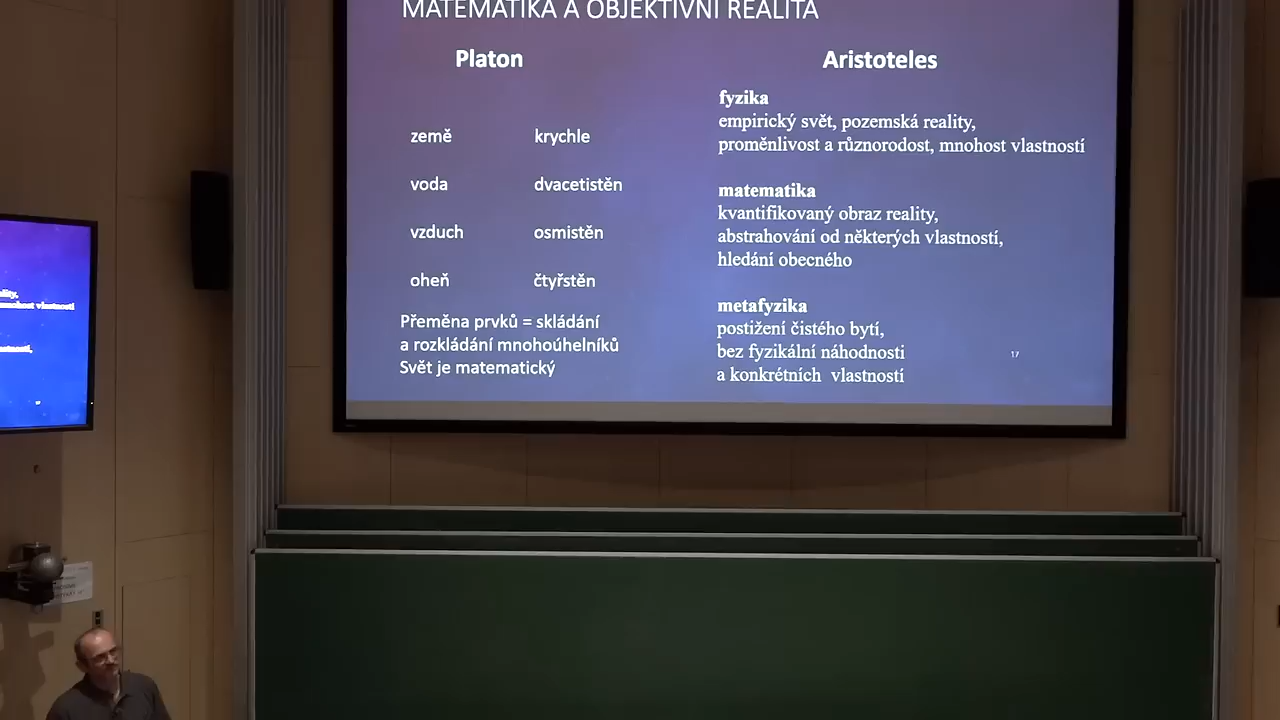 MATEMATIKA A OBJEKTIVNÍ REALITA
Platon
země krychle
voda dvacetistěn
vzduch osmistěn
oheň čtyřstěn
Přeměna prvků = skládání
a rozkládání mnohoúhelníků
Svět je matematický
Aristoteles
fyzika
empirický svět, pozemská reality,
proměnlivost a různorodost, mnohost vlastností
matematika
kvantifikovaný obraz reality,
abstrahování od některých vlastností,
hledání obecného
metafyzika
postižení čistého bytí,
bez fyzikální náhodnosti
a konkrétních vlastností
17